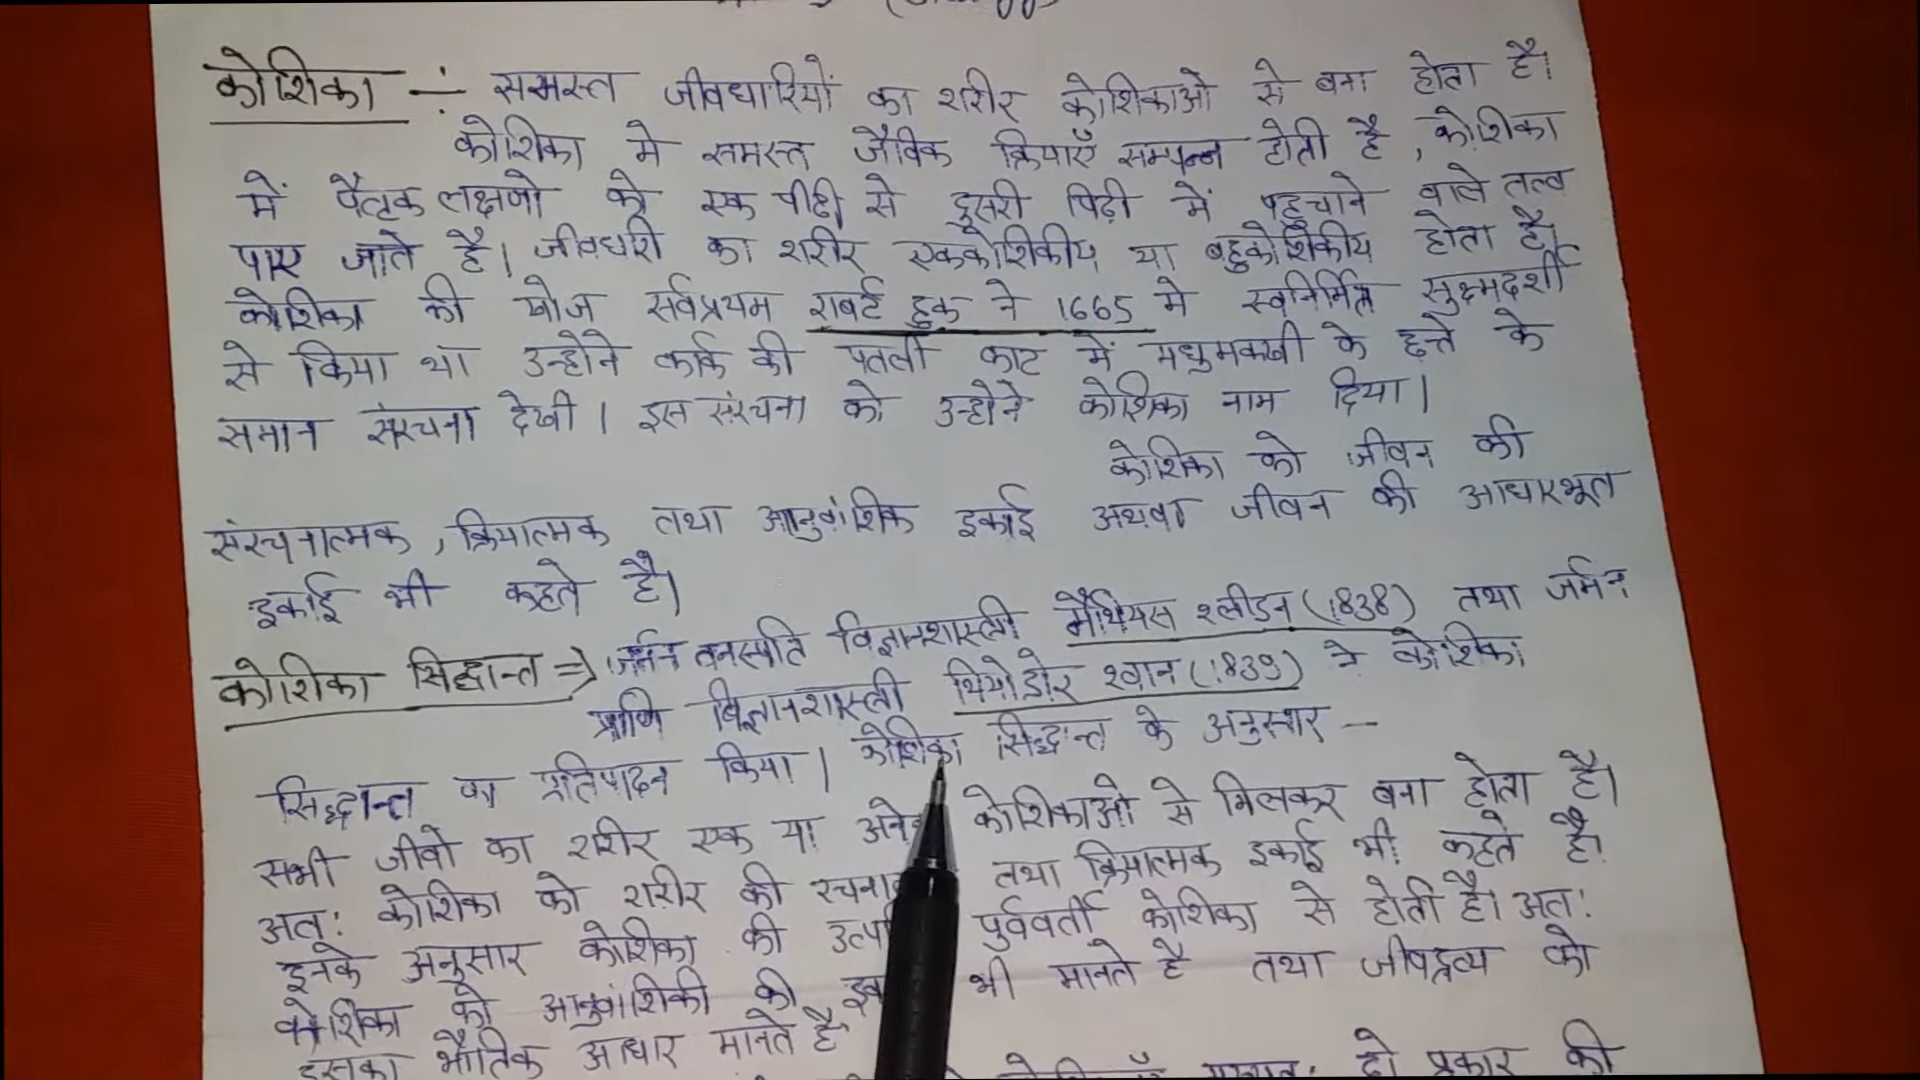 कोशिका ÷ समस्त जीवधारियों का शरीर कोशिकाओ से बना होता है।
कोशिका मे समस्त जैविक क्रियाएँ सम्पन्न होती है, कोशिका
में पैतृक लक्षणो को एक पीढी से दूसरी पिढ़ी में पहुचाने वाले तत्व
पाए जाते है। जीवधारी का शरीर एककोशिकीय या बहुकोशिकीय होता है।
कोशिका की खोज सर्वप्रथम राबर्ट हुक ने 1665 मे स्वनिर्मित सुक्ष्मदर्शी
से किया था उन्होने कार्क की पतली काट में मधुमक्खी के छत्ते के
समान संरचना देखी। इस संरचना को उन्होने कोशिका नाम दिया।
कोशिका को जीवन की
संरचनात्मक, क्रियात्मक तथा आनुवांशिक इकाई अथवा जीवन की आधारभूत
इकाई भी कहते है।
कोशिका सिद्धान्त => जर्मन वनस्पति विज्ञानशास्त्री मैथियस श्लीडन (1838) तथा जर्मन
प्राणि विज्ञानशास्त्री थियोडोर श्वान (1839) ने कोशिका
सिद्धान्त का प्रतिपादन किया। कोशिका सिद्धान्त के अनुसार —
सभी जीवो का शरीर एक या कोशिकाओ से मिलकर बना होता है।
अत: कोशिका को शरीर की तथा क्रियात्मक इकाई भी कहते है।
इनके अनुसार कोशिका की पुर्ववर्ती कोशिका से होती है। अत:
कोशिका को आनुवांशिकी की भी मानते है तथा जीवद्रव्य को
इसका भौतिक आधार मानते है
दो प्रकार की